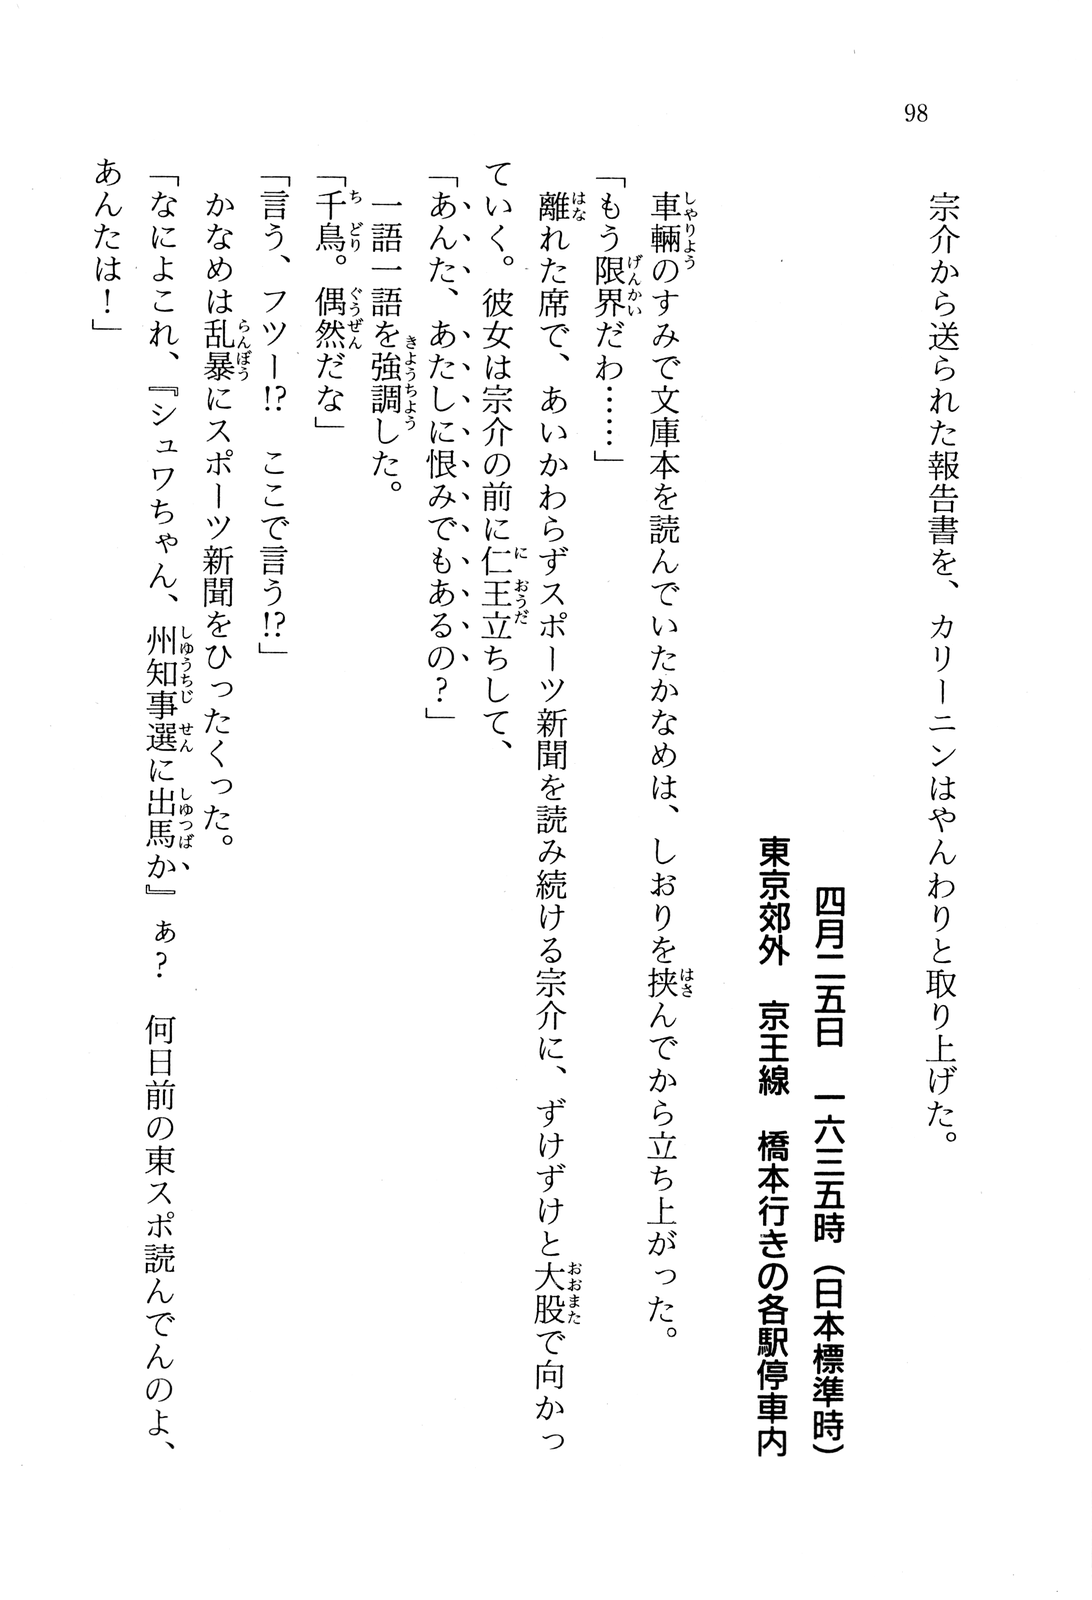 98
宗介から送られた報告書を、カリーニンはやんわりと取り上げた。
四月二五日　一六三五時（日本標準時）
東京郊外　京王線　橋本行きの各駅停車内
車輛のすみで文庫本を読んでいたかなめは、しおりを挟んでから立ち上がった。
「もう限界だわ……」
離れた席で、あいかわらずスポーツ新聞を読み続ける宗介に、ずけずけと大股で向かっ
ていく。彼女は宗介の前に仁王立ちして、
「あんた、あたしに恨みでもあるの？」
一語一語を強調した。
「千鳥。偶然だな」
「言う、フツー!?　ここで言う!?」
かなめは乱暴にスポーツ新聞をひったくった。
「なによこれ、『シュワちゃん、州知事選に出馬か』ぁ？　何日前の東スポ読んでんのよ、
あんたは！」